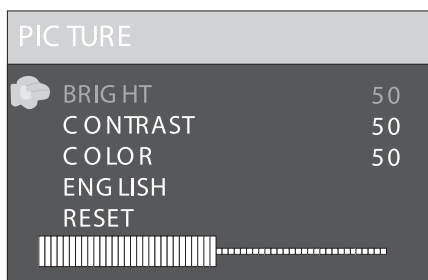 PICTURE
BRIGHT 50
CONTRAST 50
COLOR 50
ENGLISH
RESET